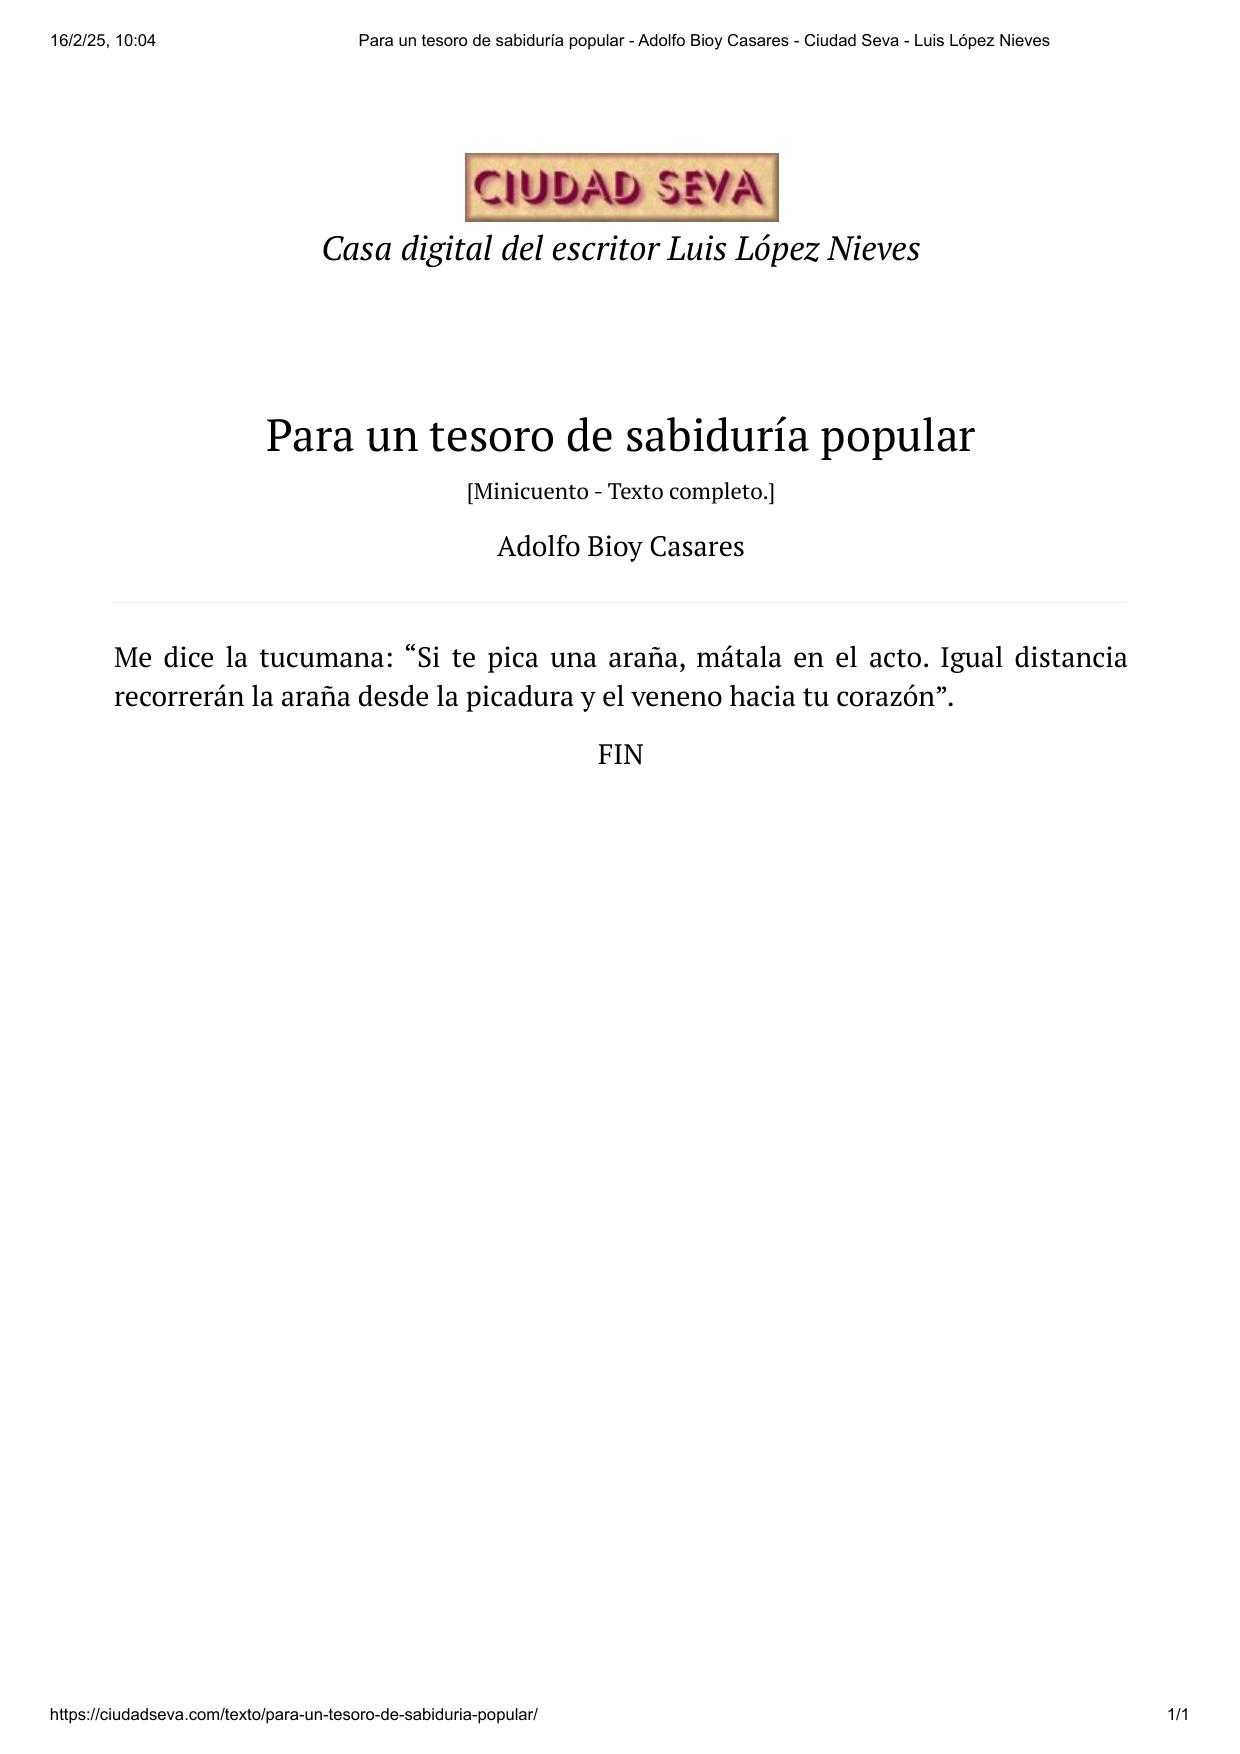 16/2/25, 10:04 Para un tesoro de sabiduría popular - Adolfo Bioy Casares - Ciudad Seva - Luis López Nieves
CIUDAD SEVA
Casa digital del escritor Luis López Nieves
Para un tesoro de sabiduría popular
[Minicuento - Texto completo.]
Adolfo Bioy Casares
Me dice la tucumana: “Si te pica una araña, mátala en el acto. Igual distancia
recorrerán la araña desde la picadura y el veneno hacia tu corazón”.
FIN
https://ciudadseva.com/texto/para-un-tesoro-de-sabiduria-popular/ 1/1